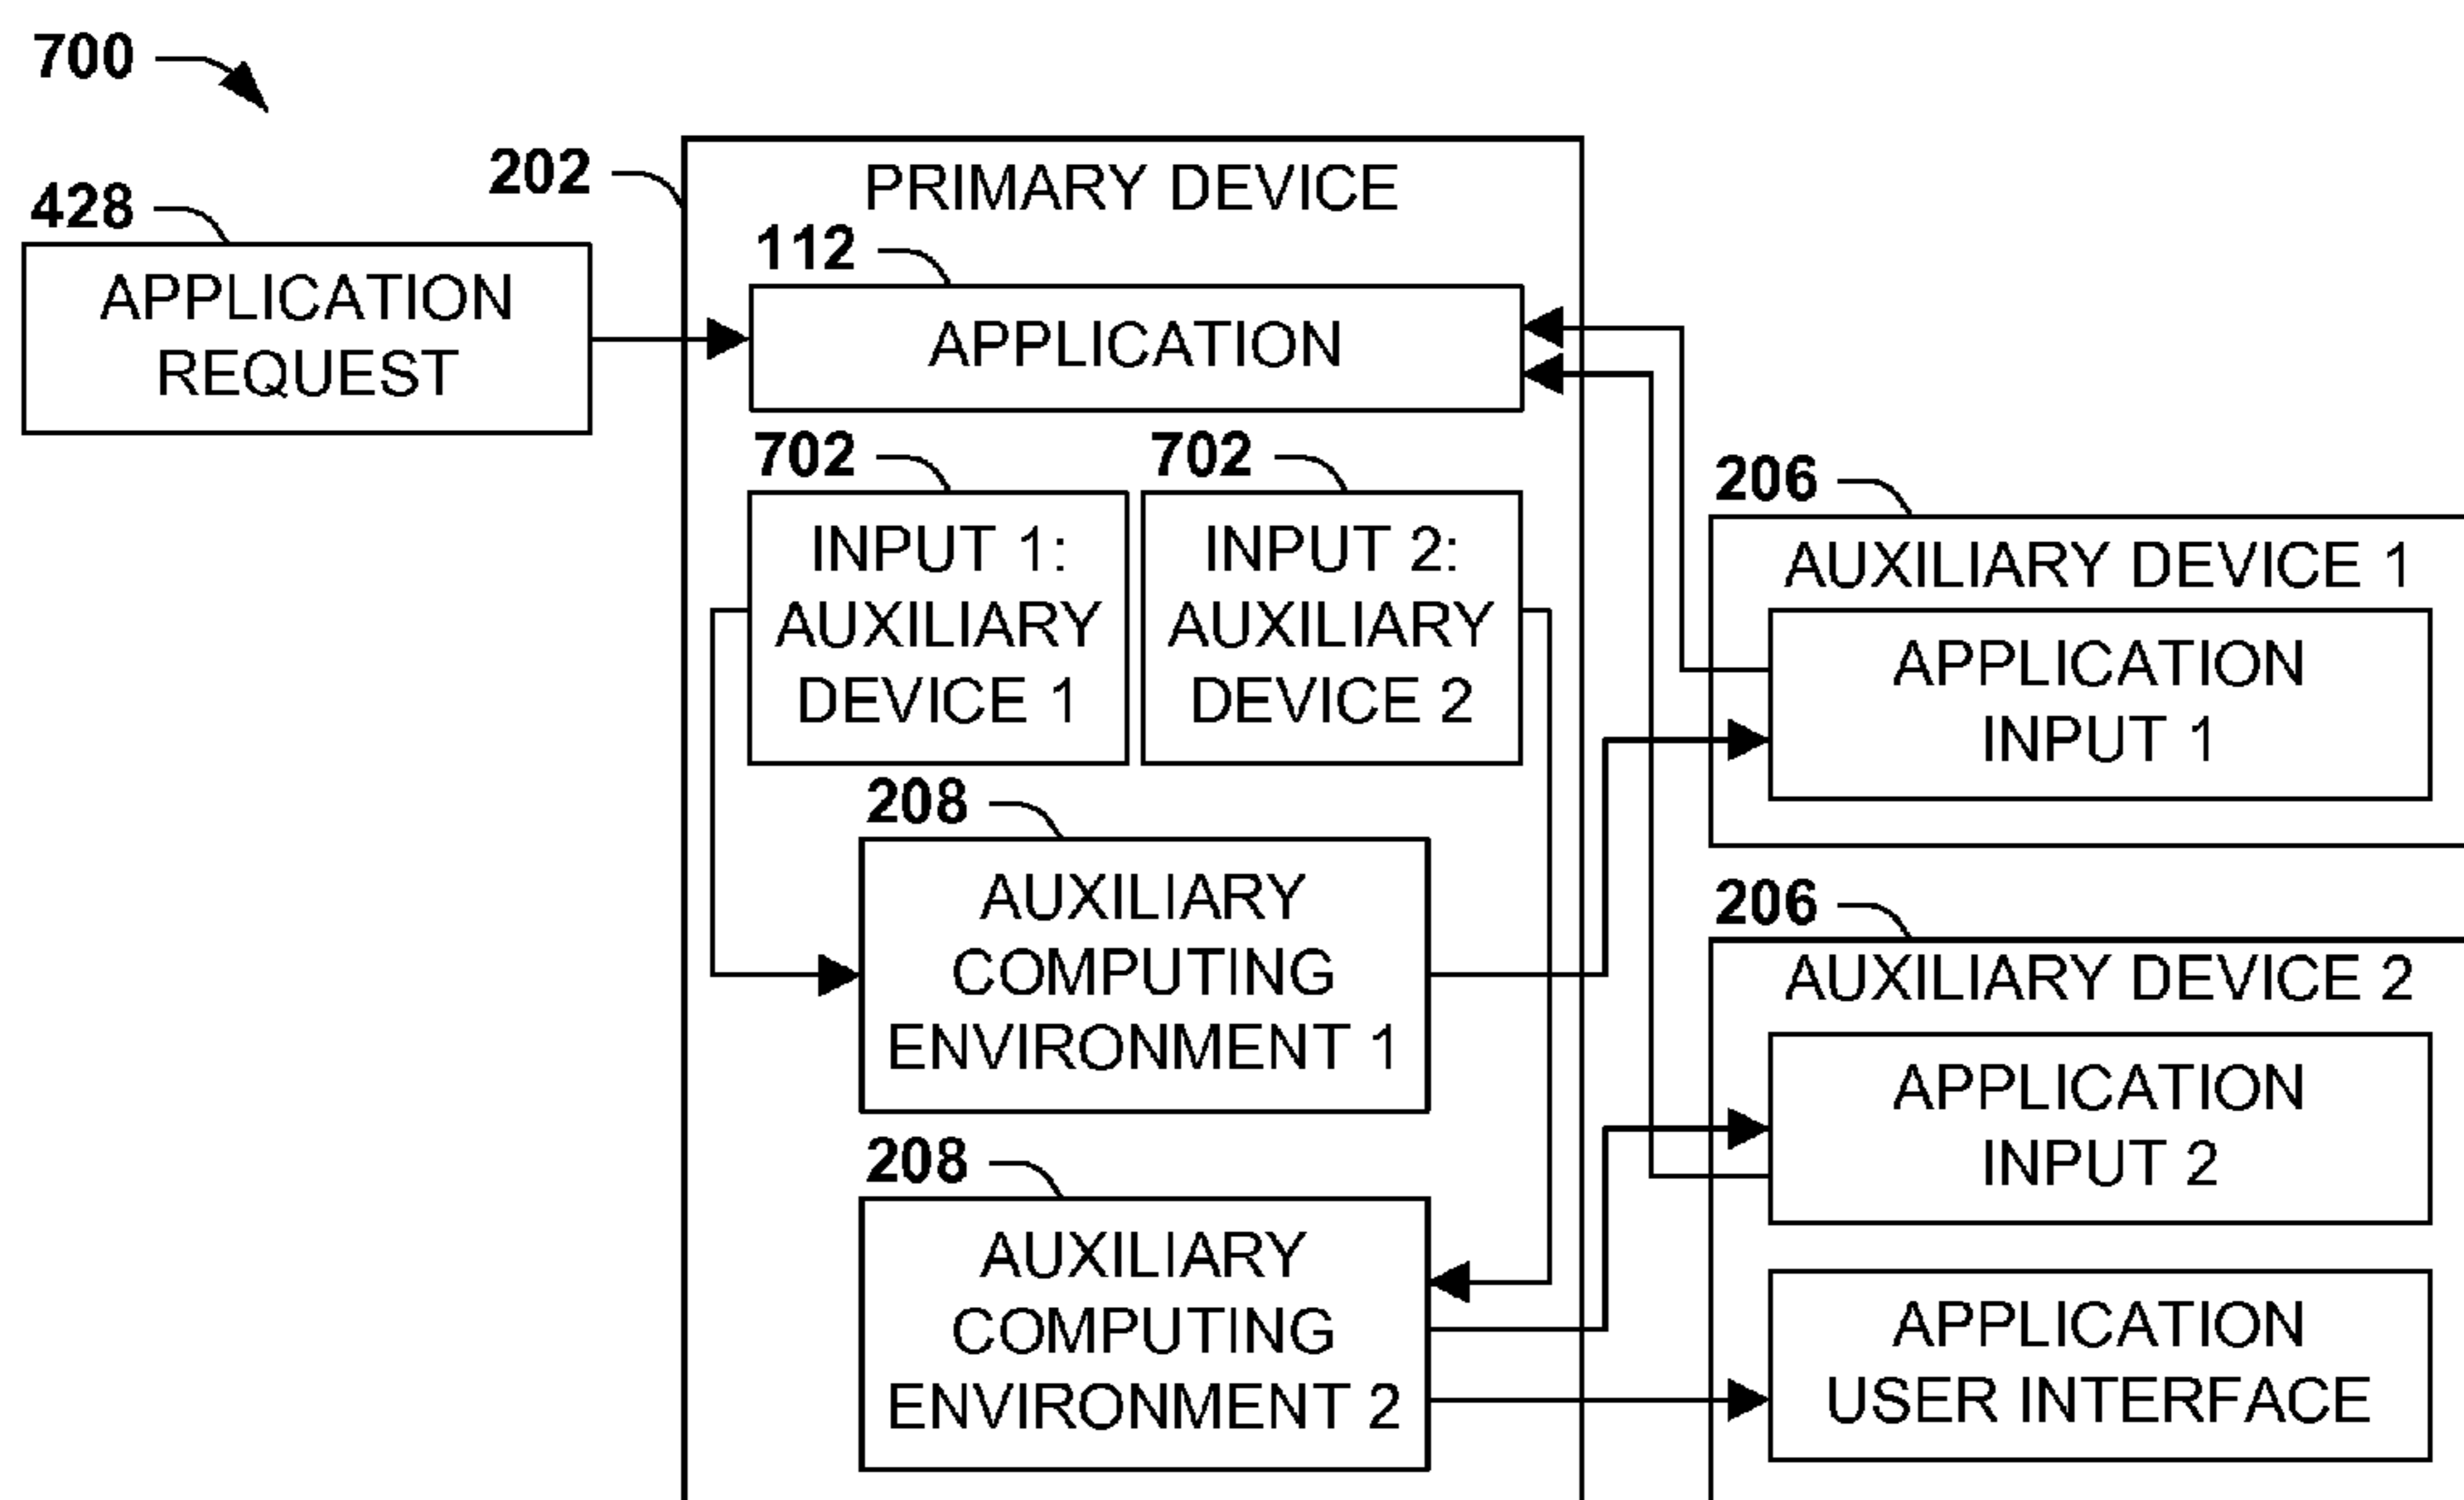 700
428
APPLICATION
REQUEST
202
PRIMARY DEVICE
112
APPLICATION
702
INPUT 1:
AUXILIARY
DEVICE 1
702
INPUT 2:
AUXILIARY
DEVICE 2
208
AUXILIARY
COMPUTING
ENVIRONMENT 1
208
AUXILIARY
COMPUTING
ENVIRONMENT 2
206
AUXILIARY DEVICE 1
APPLICATION
INPUT 1
206
AUXILIARY DEVICE 2
APPLICATION
INPUT 2
APPLICATION
USER INTERFACE